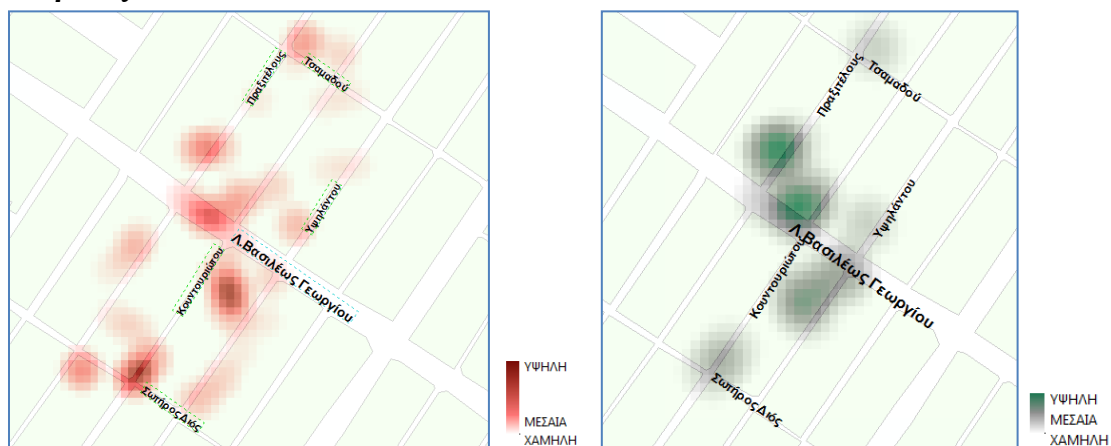 Πραξιτέλους
Τσαμαδού
Υψηλάντου
Λ.Βασιλέως Γεωργίου
Κουντουριώτου
Σωτήρος Διός
ΥΨΗΛΗ
ΜΕΣΑΙΑ
ΧΑΜΗΛΗ
Τσαμαδού
Πραξιτέλους
Υψηλάντου
Λ.Βασιλέως Γεωργίου
Κουντουριώτου
Σωτήρος Διός
ΥΨΗΛΗ
ΜΕΣΑΙΑ
ΧΑΜΗΛΗ